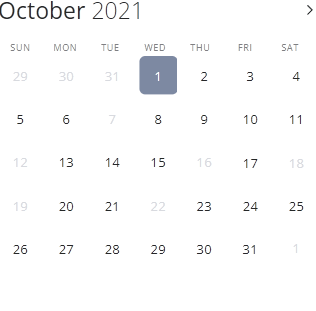 October 2021
SUN MON TUE WED THU FRI SAT
29 30 31 1 2 3 4
5 6 7 8 9 10 11
12 13 14 15 16 17 18
19 20 21 22 23 24 25
26 27 28 29 30 31 1